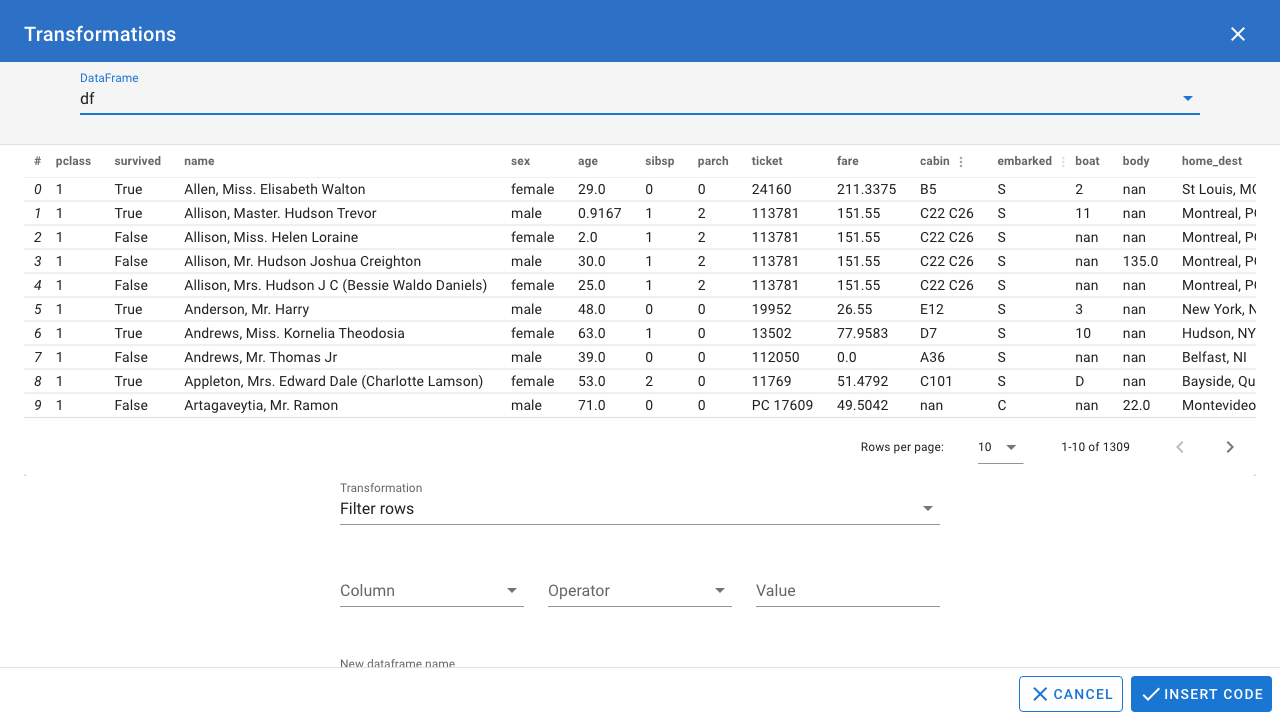 Transformations
DataFrame
df
# pclass survived name sex age sibsp parch ticket fare cabin embarked boat body home_dest
0 1 True Allen, Miss. Elisabeth Walton female 29.0 0 0 24160 211.3375 B5 S 2 nan St Louis, MO
1 1 True Allison, Master. Hudson Trevor male 0.9167 1 2 113781 151.55 C22 C26 S 11 nan Montreal, PQ
2 1 False Allison, Miss. Helen Loraine female 2.0 1 2 113781 151.55 C22 C26 S nan nan Montreal, PQ
3 1 False Allison, Mr. Hudson Joshua Creighton male 30.0 1 2 113781 151.55 C22 C26 S nan 135.0 Montreal, PQ
4 1 False Allison, Mrs. Hudson J C (Bessie Waldo Daniels) female 25.0 1 2 113781 151.55 C22 C26 S nan nan Montreal, PQ
5 1 True Anderson, Mr. Harry male 48.0 0 0 19952 26.55 E12 S 3 nan New York, N
6 1 True Andrews, Miss. Kornelia Theodosia female 63.0 1 0 13502 77.9583 D7 S 10 nan Hudson, NY
7 1 False Andrews, Mr. Thomas Jr male 39.0 0 0 112050 0.0 A36 S nan nan Belfast, NI
8 1 True Appleton, Mrs. Edward Dale (Charlotte Lamson) female 53.0 2 0 11769 51.4792 C101 S D nan Bayside, Qu
9 1 False Artagaveytia, Mr. Ramon male 71.0 0 0 PC 17609 49.5042 nan C nan 22.0 Montevideo
Rows per page: 10 1-10 of 1309
Transformation
Filter rows
Column Operator Value
New dataframe name
CANCEL INSERT CODE